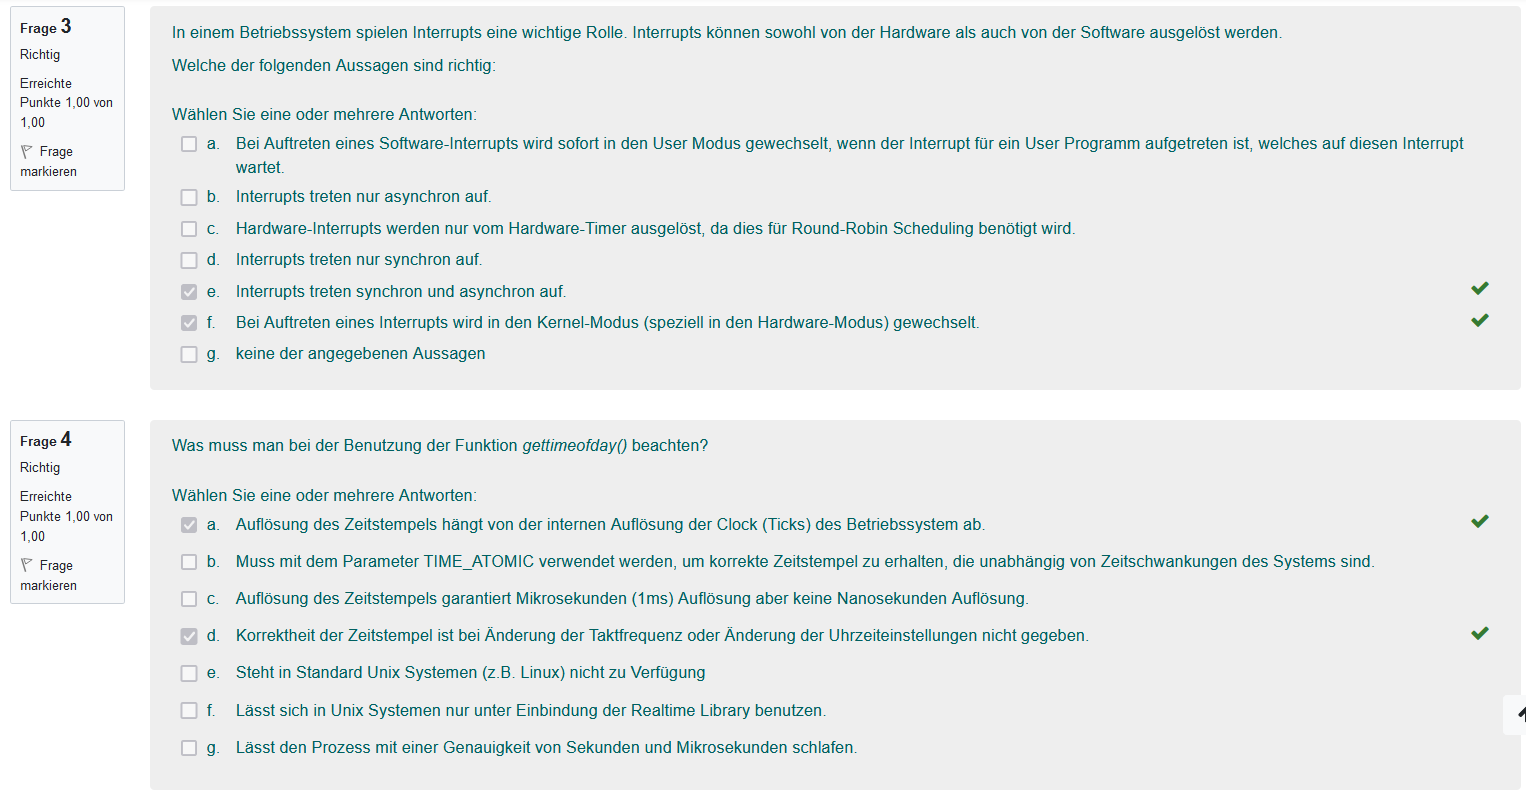 Frage 3
Richtig
Erreichte
Punkte 1,00 von
1,00
Frage
markieren
In einem Betriebssystem spielen Interrupts eine wichtige Rolle. Interrupts können sowohl von der Hardware als auch von der Software ausgelöst werden.
Welche der folgenden Aussagen sind richtig:
Wählen Sie eine oder mehrere Antworten:
a. Bei Auftreten eines Software-Interrupts wird sofort in den User Modus gewechselt, wenn der Interrupt für ein User Programm aufgetreten ist, welches auf diesen Interrupt
wartet.
b. Interrupts treten nur asynchron auf.
c. Hardware-Interrupts werden nur vom Hardware-Timer ausgelöst, da dies für Round-Robin Scheduling benötigt wird.
d. Interrupts treten nur synchron auf.
e. Interrupts treten synchron und asynchron auf.
f. Bei Auftreten eines Interrupts wird in den Kernel-Modus (speziell in den Hardware-Modus) gewechselt.
g. keine der angegebenen Aussagen
Frage 4
Richtig
Erreichte
Punkte 1,00 von
1,00
Frage
markieren
Was muss man bei der Benutzung der Funktion gettimeofday() beachten?
Wählen Sie eine oder mehrere Antworten:
a. Auflösung des Zeitstempels hängt von der internen Auflösung der Clock (Ticks) des Betriebssystem ab.
b. Muss mit dem Parameter TIME_ATOMIC verwendet werden, um korrekte Zeitstempel zu erhalten, die unabhängig von Zeitschwankungen des Systems sind.
c. Auflösung des Zeitstempels garantiert Mikrosekunden (1ms) Auflösung aber keine Nanosekunden Auflösung.
d. Korrektheit der Zeitstempel ist bei Änderung der Taktfrequenz oder Änderung der Uhrzeiteinstellungen nicht gegeben.
e. Steht in Standard Unix Systemen (z.B. Linux) nicht zu Verfügung
f. Lässt sich in Unix Systemen nur unter Einbindung der Realtime Library benutzen.
g. Lässt den Prozess mit einer Genauigkeit von Sekunden und Mikrosekunden schlafen.